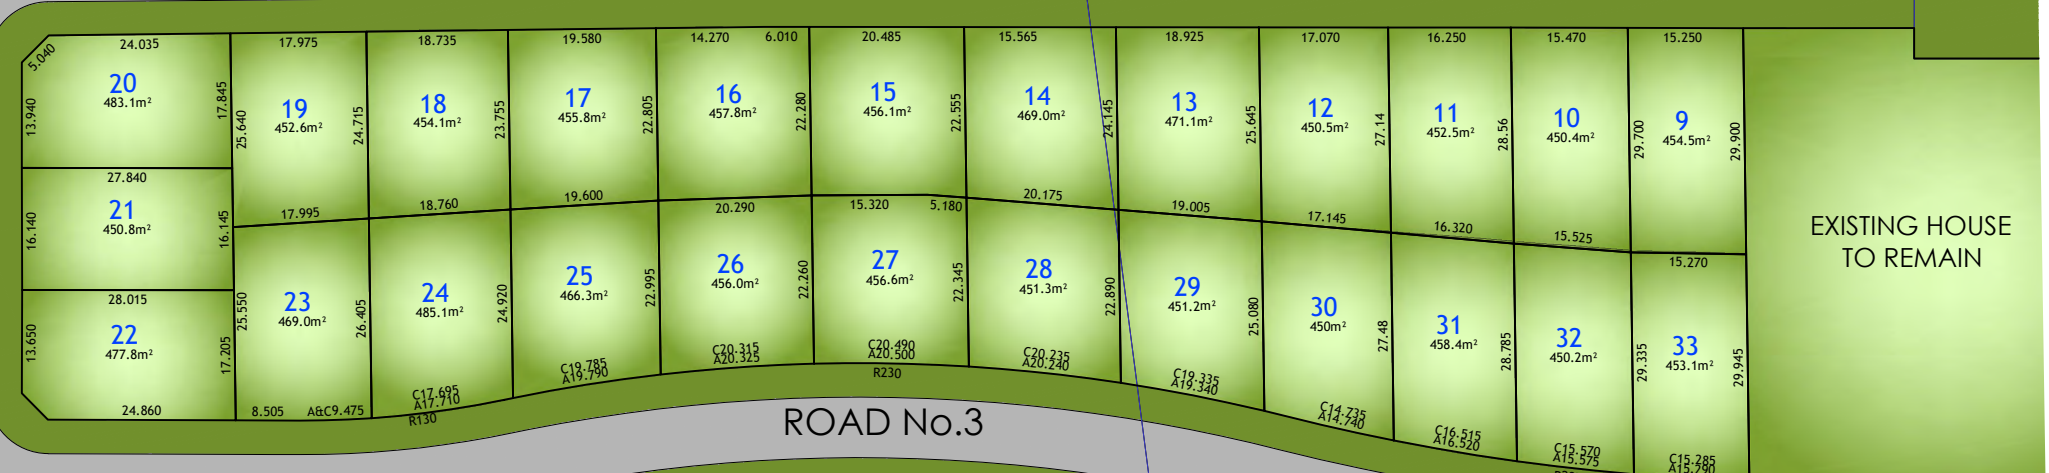 5.040
24.035
20
483.1m²
13.940
17.845
27.840
21
450.8m²
16.140
16.145
28.015
22
477.8m²
13.650
17.205
24.860
17.975
19
452.6m²
25.640
24.715
17.995
18.735
18
454.1m²
23.755
18.760
19.580
17
455.8m²
22.805
19.600
14.270
6.010
16
457.8m²
22.280
20.290
20.485
15
456.1m²
22.555
15.320
5.180
15.565
14
469.0m²
24.145
20.175
18.925
13
471.1m²
25.645
19.005
17.070
12
450.5m²
27.14
17.145
16.250
11
452.5m²
28.56
16.320
15.470
10
450.4m²
29.700
15.525
15.250
9
454.5m²
29.900
15.270
23
469.0m²
25.550
26.405
8.505
A&C9.475
24
485.1m²
24.920
C17.695
A17.710
R130
25
466.3m²
22.995
C19.785
A19.790
26
456.0m²
22.260
C20.315
A20.325
27
456.6m²
22.345
C20.490
A20.500
R230
28
451.3m²
22.890
C20.235
A20.240
29
451.2m²
25.080
C19.335
A19.340
30
450m²
27.48
C14.735
A14.740
31
458.4m²
28.785
C16.515
A16.520
32
450.2m²
29.335
C15.570
A15.575
33
453.1m²
29.945
C15.285
A15.290
EXISTING HOUSE
TO REMAIN
ROAD No.3